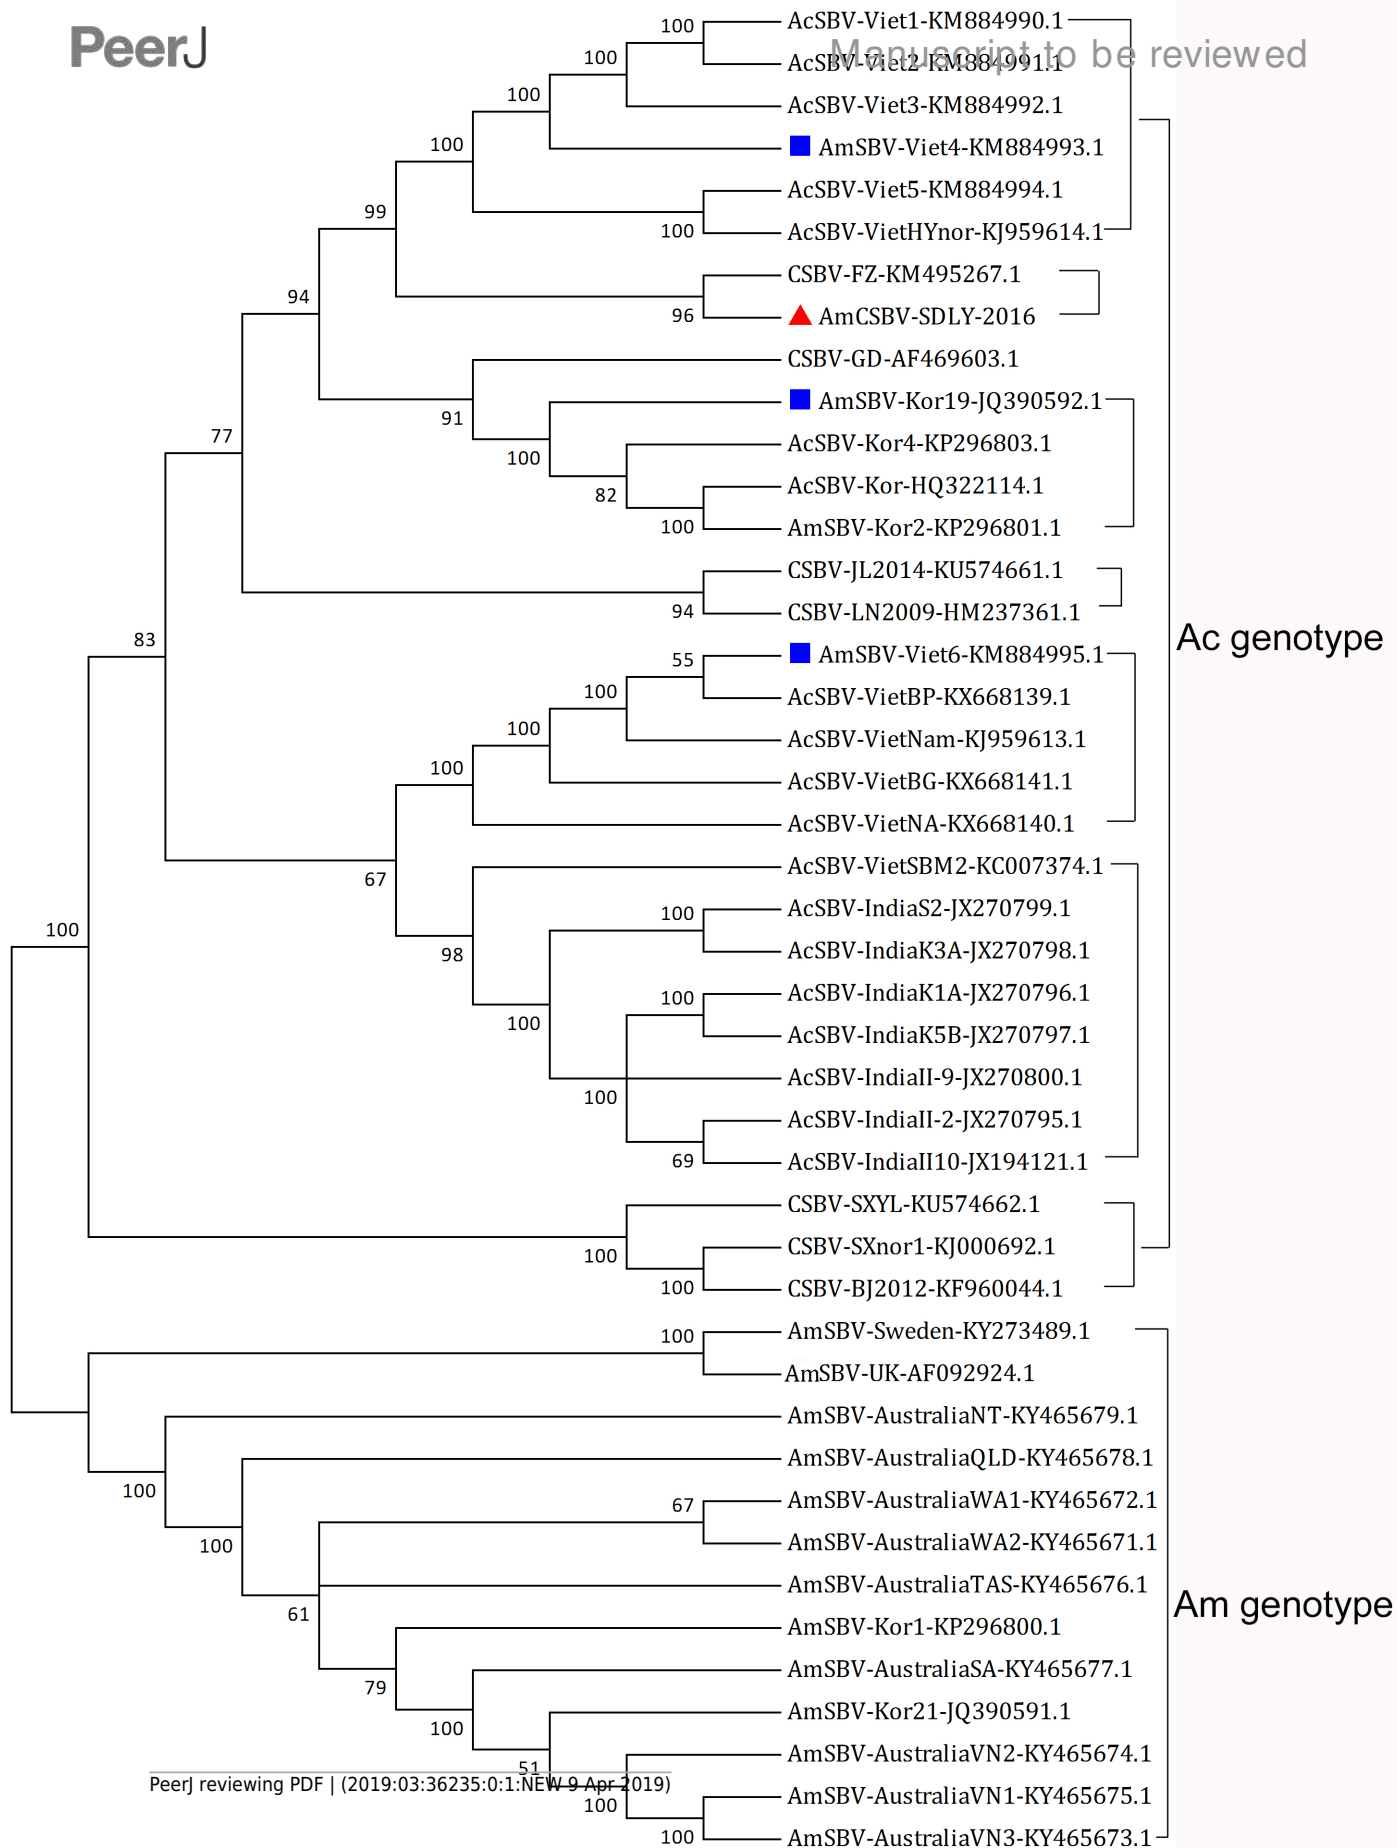 PeerJ
Manuscript to be reviewed
100
AcSBV-Viet1-KM884990.1
100
AcSBV-Viet2-KM884991.1
100
AcSBV-Viet3-KM884992.1
100
AmSBV-Viet4-KM884993.1
AcSBV-Viet5-KM884994.1
99
100
AcSBV-VietHYnor-KJ959614.1
CSBV-FZ-KM495267.1
94
96
AmCSBV-SDLY-2016
CSBV-GD-AF469603.1
91
AmSBV-Kor19-JQ390592.1
77
AcSBV-Kor4-KP296803.1
100
82
AcSBV-Kor-HQ322114.1
100
AmSBV-Kor2-KP296801.1
CSBV-JL2014-KU574661.1
94
CSBV-LN2009-HM237361.1
83
Ac genotype
55
AmSBV-Viet6-KM884995.1
100
AcSBV-VietBP-KX668139.1
100
AcSBV-VietNam-KJ959613.1
100
AcSBV-VietBG-KX668141.1
AcSBV-VietNA-KX668140.1
67
AcSBV-VietSBM2-KC007374.1
100
AcSBV-IndiaS2-JX270799.1
100
98
AcSBV-IndiaK3A-JX270798.1
100
AcSBV-IndiaK1A-JX270796.1
100
AcSBV-IndiaK5B-JX270797.1
AcSBV-IndiaII-9-JX270800.1
100
AcSBV-IndiaII-2-JX270795.1
69
AcSBV-IndiaII10-JX194121.1
CSBV-SXYL-KU574662.1
100
CSBV-SXnor1-KJ000692.1
100
CSBV-BJ2012-KF960044.1
100
AmSBV-Sweden-KY273489.1
AmSBV-UK-AF092924.1
AmSBV-AustraliaNT-KY465679.1
100
AmSBV-AustraliaQLD-KY465678.1
67
AmSBV-AustraliaWA1-KY465672.1
100
AmSBV-AustraliaWA2-KY465671.1
AmSBV-AustraliaTAS-KY465676.1
61
Am genotype
AmSBV-Kor1-KP296800.1
79
AmSBV-AustraliaSA-KY465677.1
100
AmSBV-Kor21-JQ390591.1
51
AmSBV-AustraliaVN2-KY465674.1
PeerJ reviewing PDF | (2019:03:36235:0:1:NEW 9 Apr 2019)
100
AmSBV-AustraliaVN1-KY465675.1
100
AmSBV-AustraliaVN3-KY465673.1